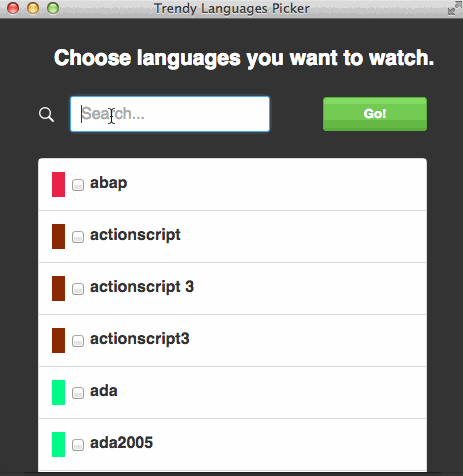 Trendy Languages Picker
Choose languages you want to watch.
Search...
Go!
abap
actionscript
actionscript 3
actionscript3
ada
ada2005